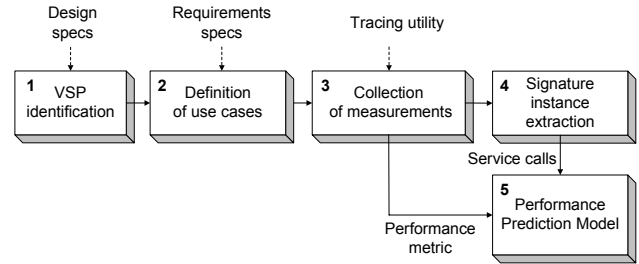 Design
specs
Requirements
specs
Tracing utility
1 VSP
identification
2 Definition
of use cases
3 Collection
of measurements
4 Signature
instance
extraction
Service calls
5 Performance
Prediction Model
Performance
metric